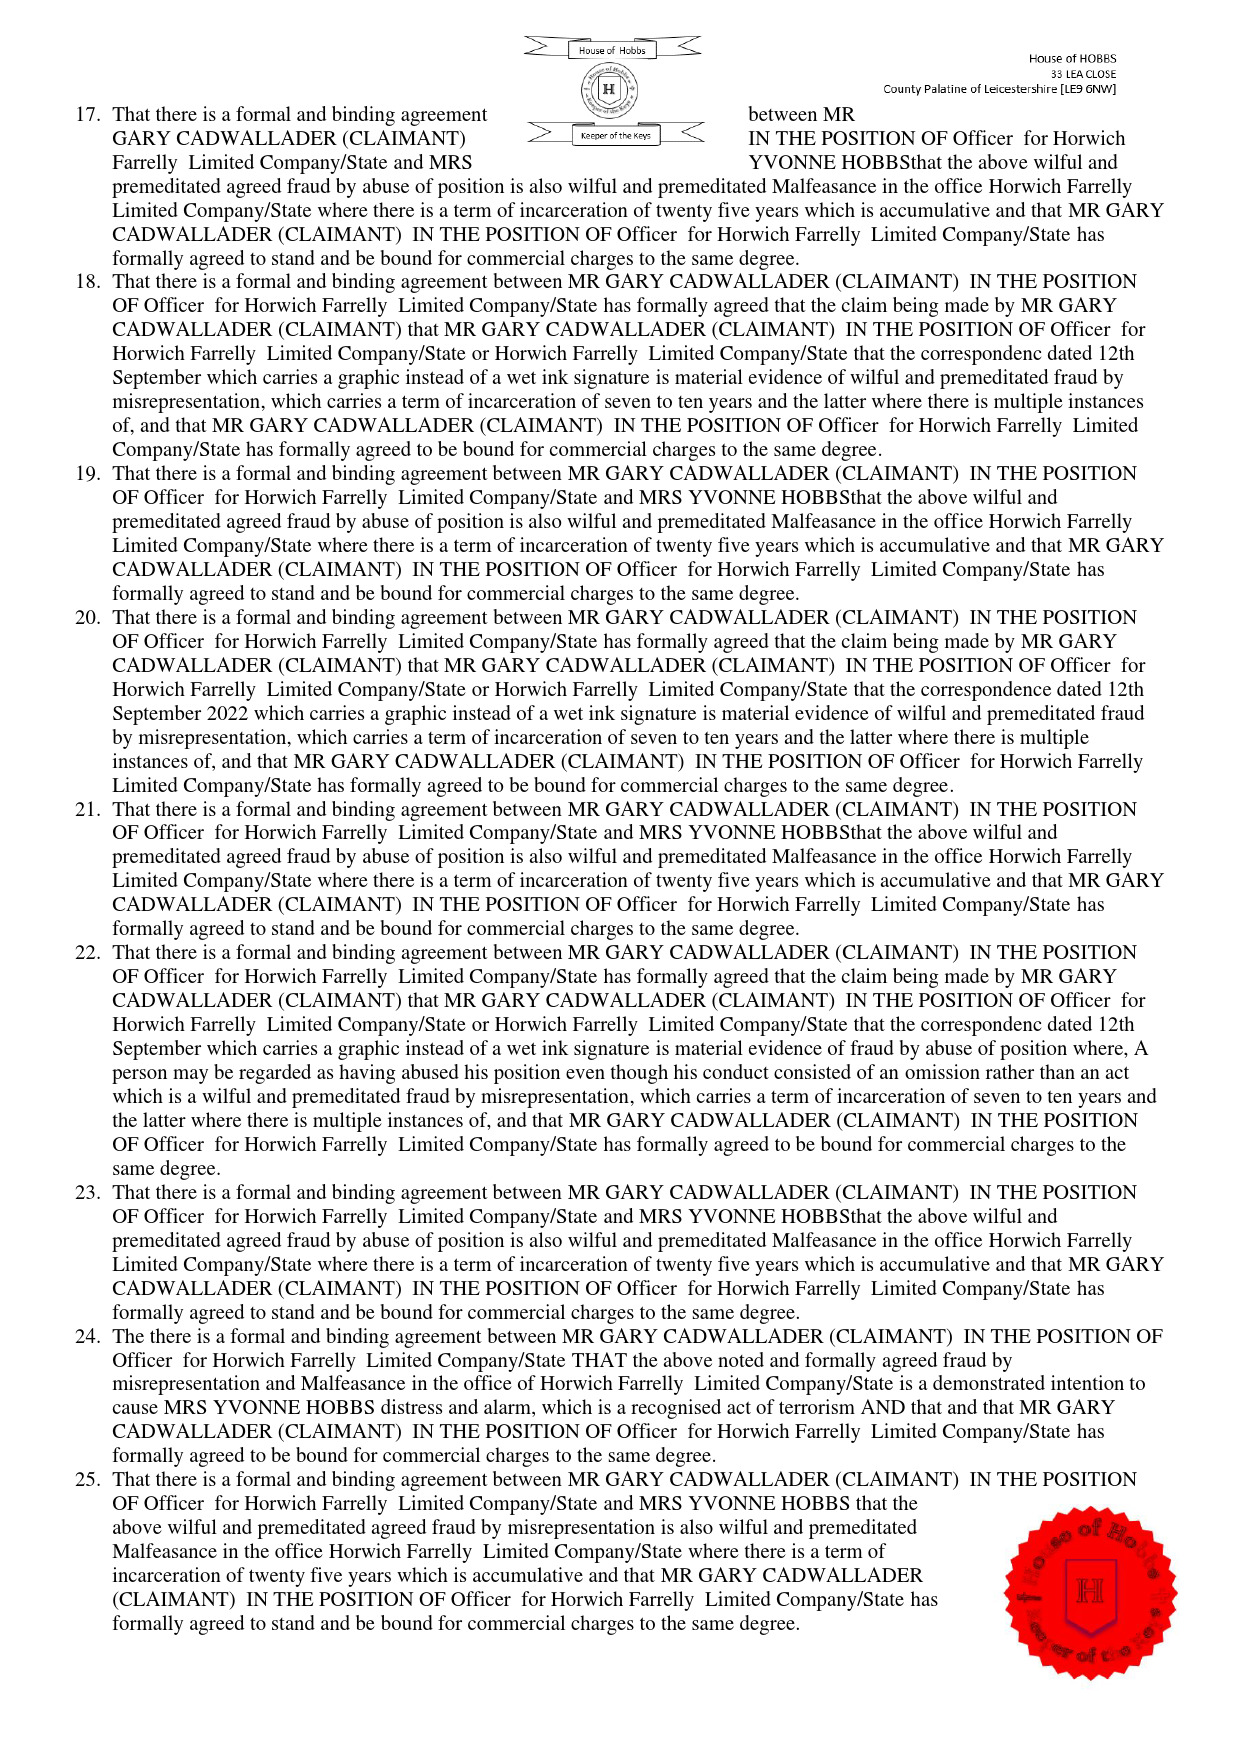 House of Hobbs
House of Hobbs
H
Keeper of the Keys
Keeper of the Keys
House of HOBBS
33 LEA CLOSE
County Palatine of Leicestershire [LE9 6NW]
17. That there is a formal and binding agreement between MR
GARY CADWALLADER (CLAIMANT) IN THE POSITION OF Officer for Horwich
Farrelly Limited Company/State and MRS YVONNE HOBBSthat the above wilful and
premeditated agreed fraud by abuse of position is also wilful and premeditated Malfeasance in the office Horwich Farrelly
Limited Company/State where there is a term of incarceration of twenty five years which is accumulative and that MR GARY
CADWALLADER (CLAIMANT) IN THE POSITION OF Officer for Horwich Farrelly Limited Company/State has
formally agreed to stand and be bound for commercial charges to the same degree.
18. That there is a formal and binding agreement between MR GARY CADWALLADER (CLAIMANT) IN THE POSITION
OF Officer for Horwich Farrelly Limited Company/State has formally agreed that the claim being made by MR GARY
CADWALLADER (CLAIMANT) that MR GARY CADWALLADER (CLAIMANT) IN THE POSITION OF Officer for
Horwich Farrelly Limited Company/State or Horwich Farrelly Limited Company/State that the correspondenc dated 12th
September which carries a graphic instead of a wet ink signature is material evidence of wilful and premeditated fraud by
misrepresentation, which carries a term of incarceration of seven to ten years and the latter where there is multiple instances
of, and that MR GARY CADWALLADER (CLAIMANT) IN THE POSITION OF Officer for Horwich Farrelly Limited
Company/State has formally agreed to be bound for commercial charges to the same degree.
19. That there is a formal and binding agreement between MR GARY CADWALLADER (CLAIMANT) IN THE POSITION
OF Officer for Horwich Farrelly Limited Company/State and MRS YVONNE HOBBSthat the above wilful and
premeditated agreed fraud by abuse of position is also wilful and premeditated Malfeasance in the office Horwich Farrelly
Limited Company/State where there is a term of incarceration of twenty five years which is accumulative and that MR GARY
CADWALLADER (CLAIMANT) IN THE POSITION OF Officer for Horwich Farrelly Limited Company/State has
formally agreed to stand and be bound for commercial charges to the same degree.
20. That there is a formal and binding agreement between MR GARY CADWALLADER (CLAIMANT) IN THE POSITION
OF Officer for Horwich Farrelly Limited Company/State has formally agreed that the claim being made by MR GARY
CADWALLADER (CLAIMANT) that MR GARY CADWALLADER (CLAIMANT) IN THE POSITION OF Officer for
Horwich Farrelly Limited Company/State or Horwich Farrelly Limited Company/State that the correspondence dated 12th
September 2022 which carries a graphic instead of a wet ink signature is material evidence of wilful and premeditated fraud
by misrepresentation, which carries a term of incarceration of seven to ten years and the latter where there is multiple
instances of, and that MR GARY CADWALLADER (CLAIMANT) IN THE POSITION OF Officer for Horwich Farrelly
Limited Company/State has formally agreed to be bound for commercial charges to the same degree.
21. That there is a formal and binding agreement between MR GARY CADWALLADER (CLAIMANT) IN THE POSITION
OF Officer for Horwich Farrelly Limited Company/State and MRS YVONNE HOBBSthat the above wilful and
premeditated agreed fraud by abuse of position is also wilful and premeditated Malfeasance in the office Horwich Farrelly
Limited Company/State where there is a term of incarceration of twenty five years which is accumulative and that MR GARY
CADWALLADER (CLAIMANT) IN THE POSITION OF Officer for Horwich Farrelly Limited Company/State has
formally agreed to stand and be bound for commercial charges to the same degree.
22. That there is a formal and binding agreement between MR GARY CADWALLADER (CLAIMANT) IN THE POSITION
OF Officer for Horwich Farrelly Limited Company/State has formally agreed that the claim being made by MR GARY
CADWALLADER (CLAIMANT) that MR GARY CADWALLADER (CLAIMANT) IN THE POSITION OF Officer for
Horwich Farrelly Limited Company/State or Horwich Farrelly Limited Company/State that the correspondenc dated 12th
September which carries a graphic instead of a wet ink signature is material evidence of fraud by abuse of position where, A
person may be regarded as having abused his position even though his conduct consisted of an omission rather than an act
which is a wilful and premeditated fraud by misrepresentation, which carries a term of incarceration of seven to ten years and
the latter where there is multiple instances of, and that MR GARY CADWALLADER (CLAIMANT) IN THE POSITION
OF Officer for Horwich Farrelly Limited Company/State has formally agreed to be bound for commercial charges to the
same degree.
23. That there is a formal and binding agreement between MR GARY CADWALLADER (CLAIMANT) IN THE POSITION
OF Officer for Horwich Farrelly Limited Company/State and MRS YVONNE HOBBSthat the above wilful and
premeditated agreed fraud by abuse of position is also wilful and premeditated Malfeasance in the office Horwich Farrelly
Limited Company/State where there is a term of incarceration of twenty five years which is accumulative and that MR GARY
CADWALLADER (CLAIMANT) IN THE POSITION OF Officer for Horwich Farrelly Limited Company/State has
formally agreed to stand and be bound for commercial charges to the same degree.
24. The there is a formal and binding agreement between MR GARY CADWALLADER (CLAIMANT) IN THE POSITION OF
Officer for Horwich Farrelly Limited Company/State THAT the above noted and formally agreed fraud by
misrepresentation and Malfeasance in the office of Horwich Farrelly Limited Company/State is a demonstrated intention to
cause MRS YVONNE HOBBS distress and alarm, which is a recognised act of terrorism AND that and that MR GARY
CADWALLADER (CLAIMANT) IN THE POSITION OF Officer for Horwich Farrelly Limited Company/State has
formally agreed to be bound for commercial charges to the same degree.
25. That there is a formal and binding agreement between MR GARY CADWALLADER (CLAIMANT) IN THE POSITION
OF Officer for Horwich Farrelly Limited Company/State and MRS YVONNE HOBBS that the
above wilful and premeditated agreed fraud by misrepresentation is also wilful and premeditated
Malfeasance in the office Horwich Farrelly Limited Company/State where there is a term of
incarceration of twenty five years which is accumulative and that MR GARY CADWALLADER
(CLAIMANT) IN THE POSITION OF Officer for Horwich Farrelly Limited Company/State has
formally agreed to stand and be bound for commercial charges to the same degree.
House of Hobbs
H
Keeper of the Keys